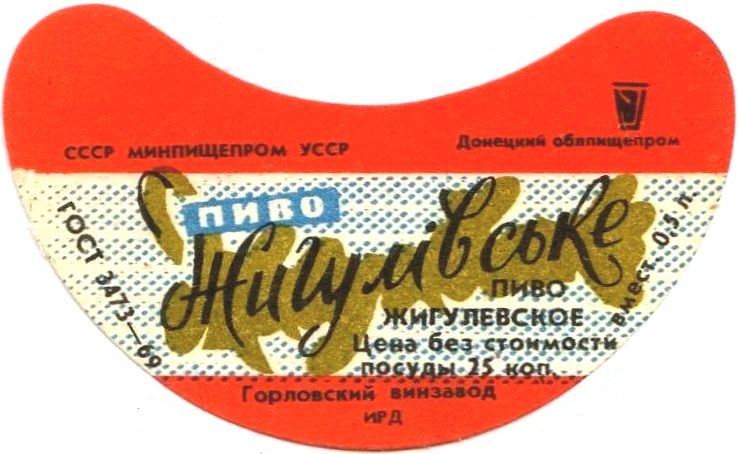 СССР МИНПИЩЕПРОМ УССР
Донецкий облпищепром
ПИВО
Жигулівське
ПИВО
ЖИГУЛЕВСКОЕ
Цена без стоимости
посуды 25 коп.
ГОСТ 3473—69
вмест. 0,5 л.
Горловский винзавод
ИРД